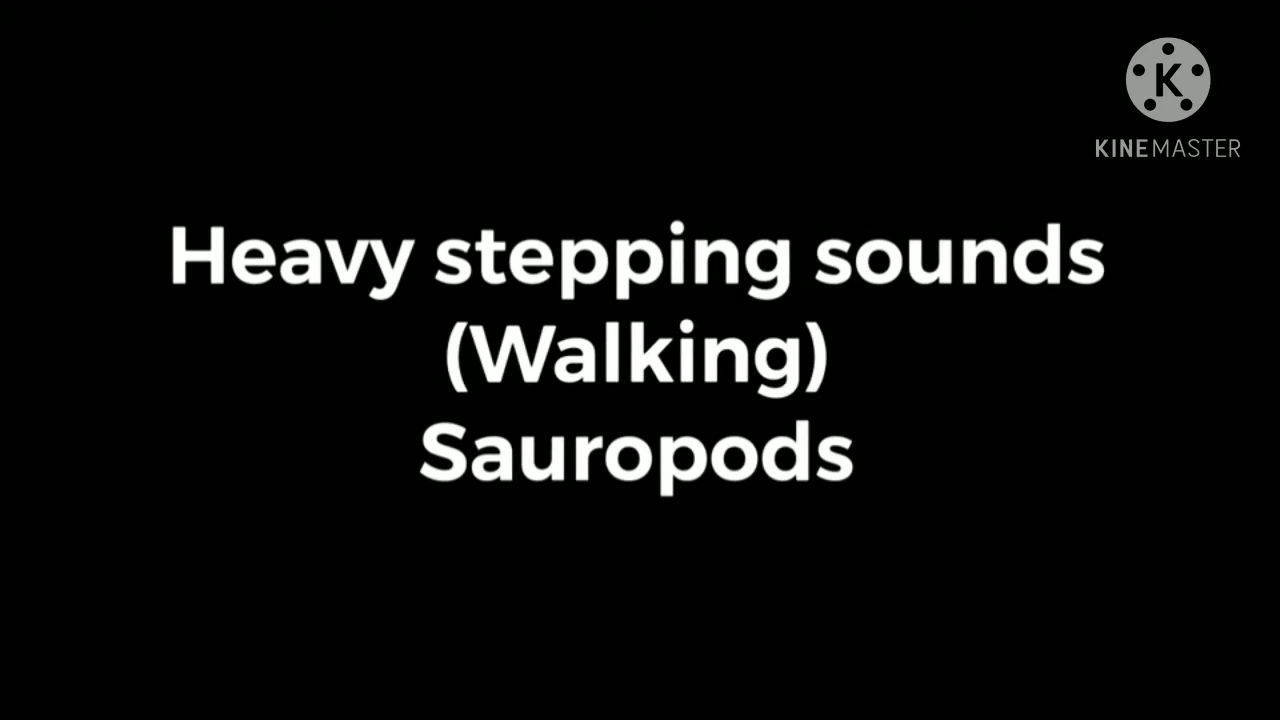 K
KINEMASTER
Heavy stepping sounds
(Walking)
Sauropods